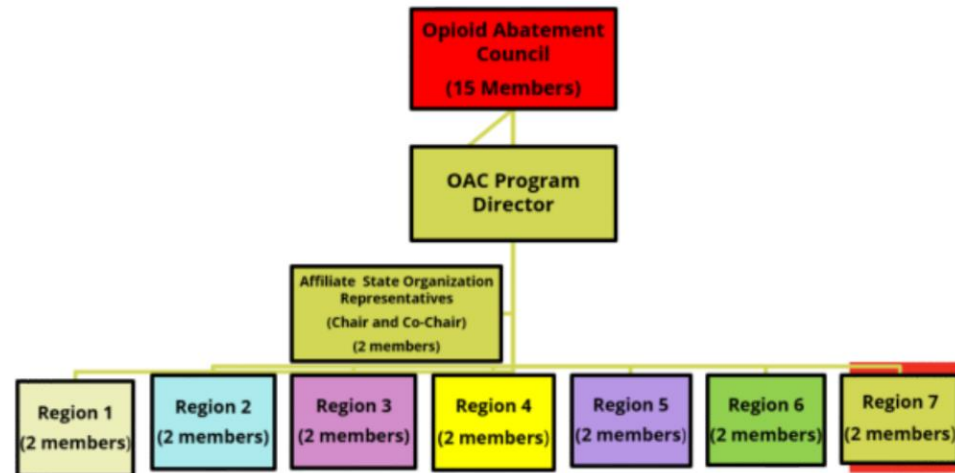 Opioid Abatement
Council
(15 Members)
OAC Program
Director
Affiliate State Organization
Representatives
(Chair and Co-Chair)
(2 members)
Region 1
(2 members)
Region 2
(2 members)
Region 3
(2 members)
Region 4
(2 members)
Region 5
(2 members)
Region 6
(2 members)
Region 7
(2 members)